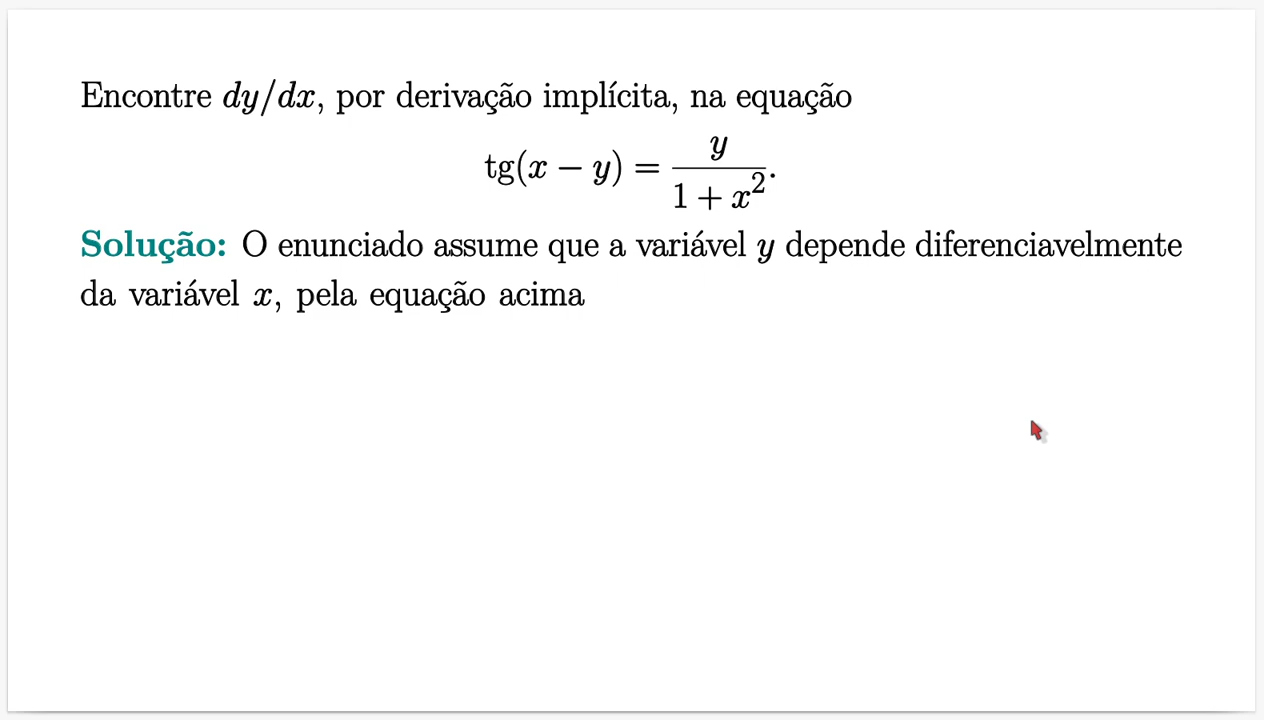 Encontre dy/dx, por derivação implícita, na equação
tg(x − y) = y / (1 + x²).
Solução: O enunciado assume que a variável y depende diferenciavelmente
da variável x, pela equação acima